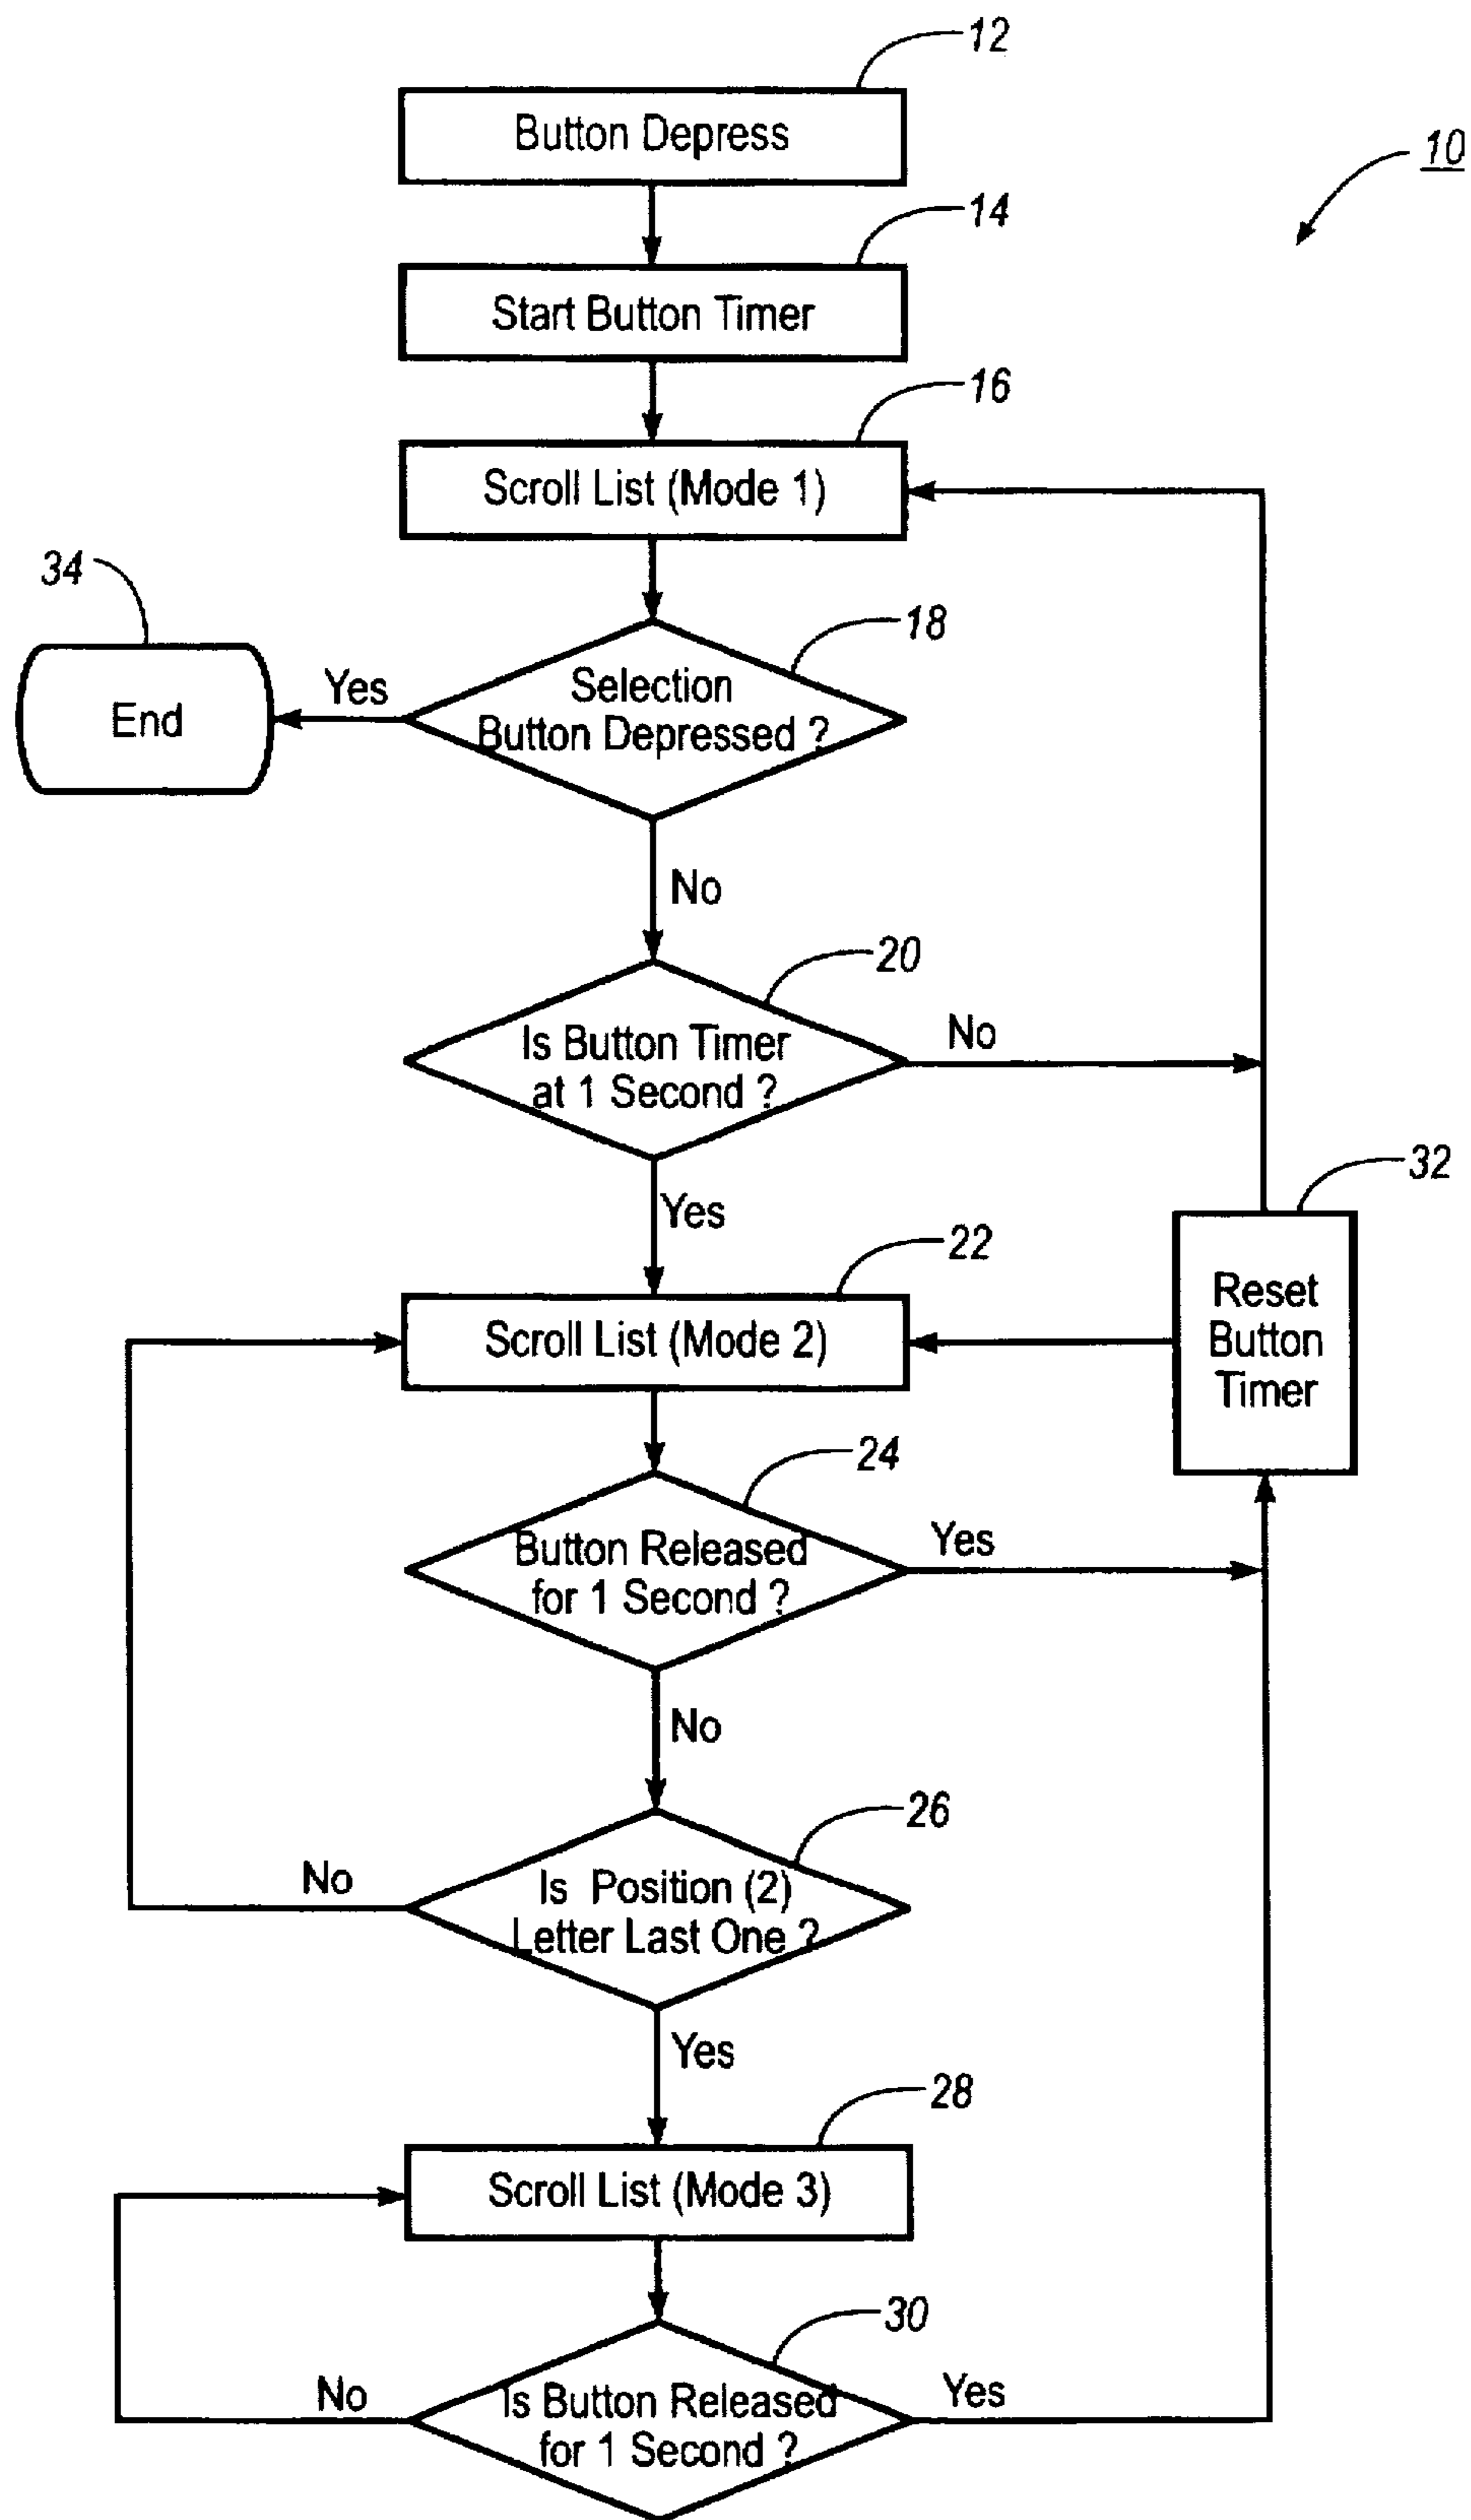 12
Button Depress
10
14
Start Button Timer
16
Scroll List (Mode 1)
34
18
End
Yes
Selection
Button Depressed ?
No
20
Is Button Timer
at 1 Second ?
No
Yes
32
22
Scroll List (Mode 2)
Reset
Button
Timer
24
Button Released
for 1 Second ?
Yes
No
26
Is Position (2)
Letter Last One ?
No
Yes
28
Scroll List (Mode 3)
30
Is Button Released
for 1 Second ?
No
Yes